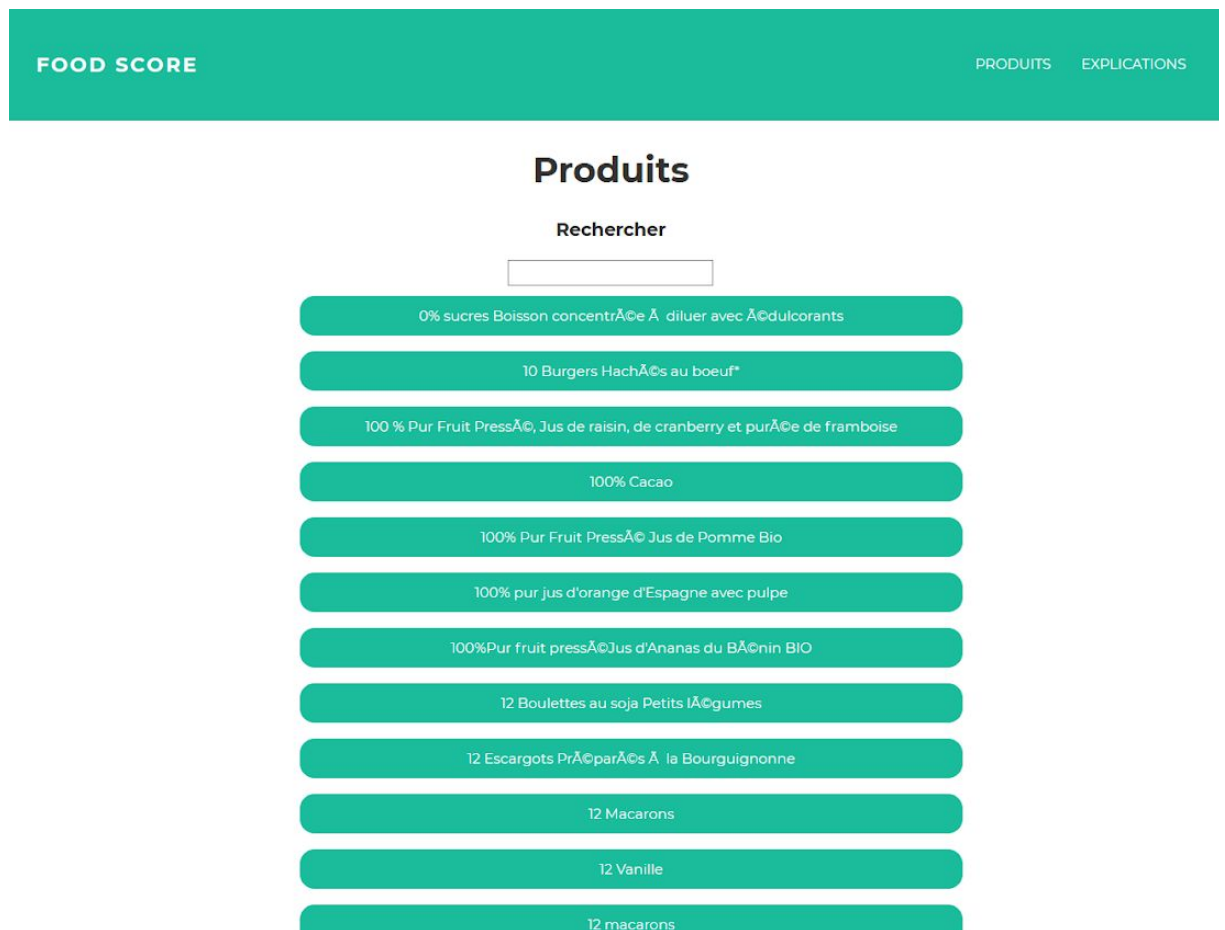 FOOD SCORE
PRODUITS
EXPLICATIONS
Produits
Rechercher
0% sucres Boisson concentrÃ©e Ã  diluer avec Ã©dulcorants
10 Burgers HachÃ©s au boeuf*
100 % Pur Fruit PressÃ©, Jus de raisin, de cranberry et purÃ©e de framboise
100% Cacao
100% Pur Fruit PressÃ© Jus de Pomme Bio
100% pur jus d'orange d'Espagne avec pulpe
100%Pur fruit pressÃ©Jus d'Ananas du BÃ©nin BIO
12 Boulettes au soja Petits lÃ©gumes
12 Escargots PrÃ©parÃ©s Ã  la Bourguignonne
12 Macarons
12 Vanille
12 macarons